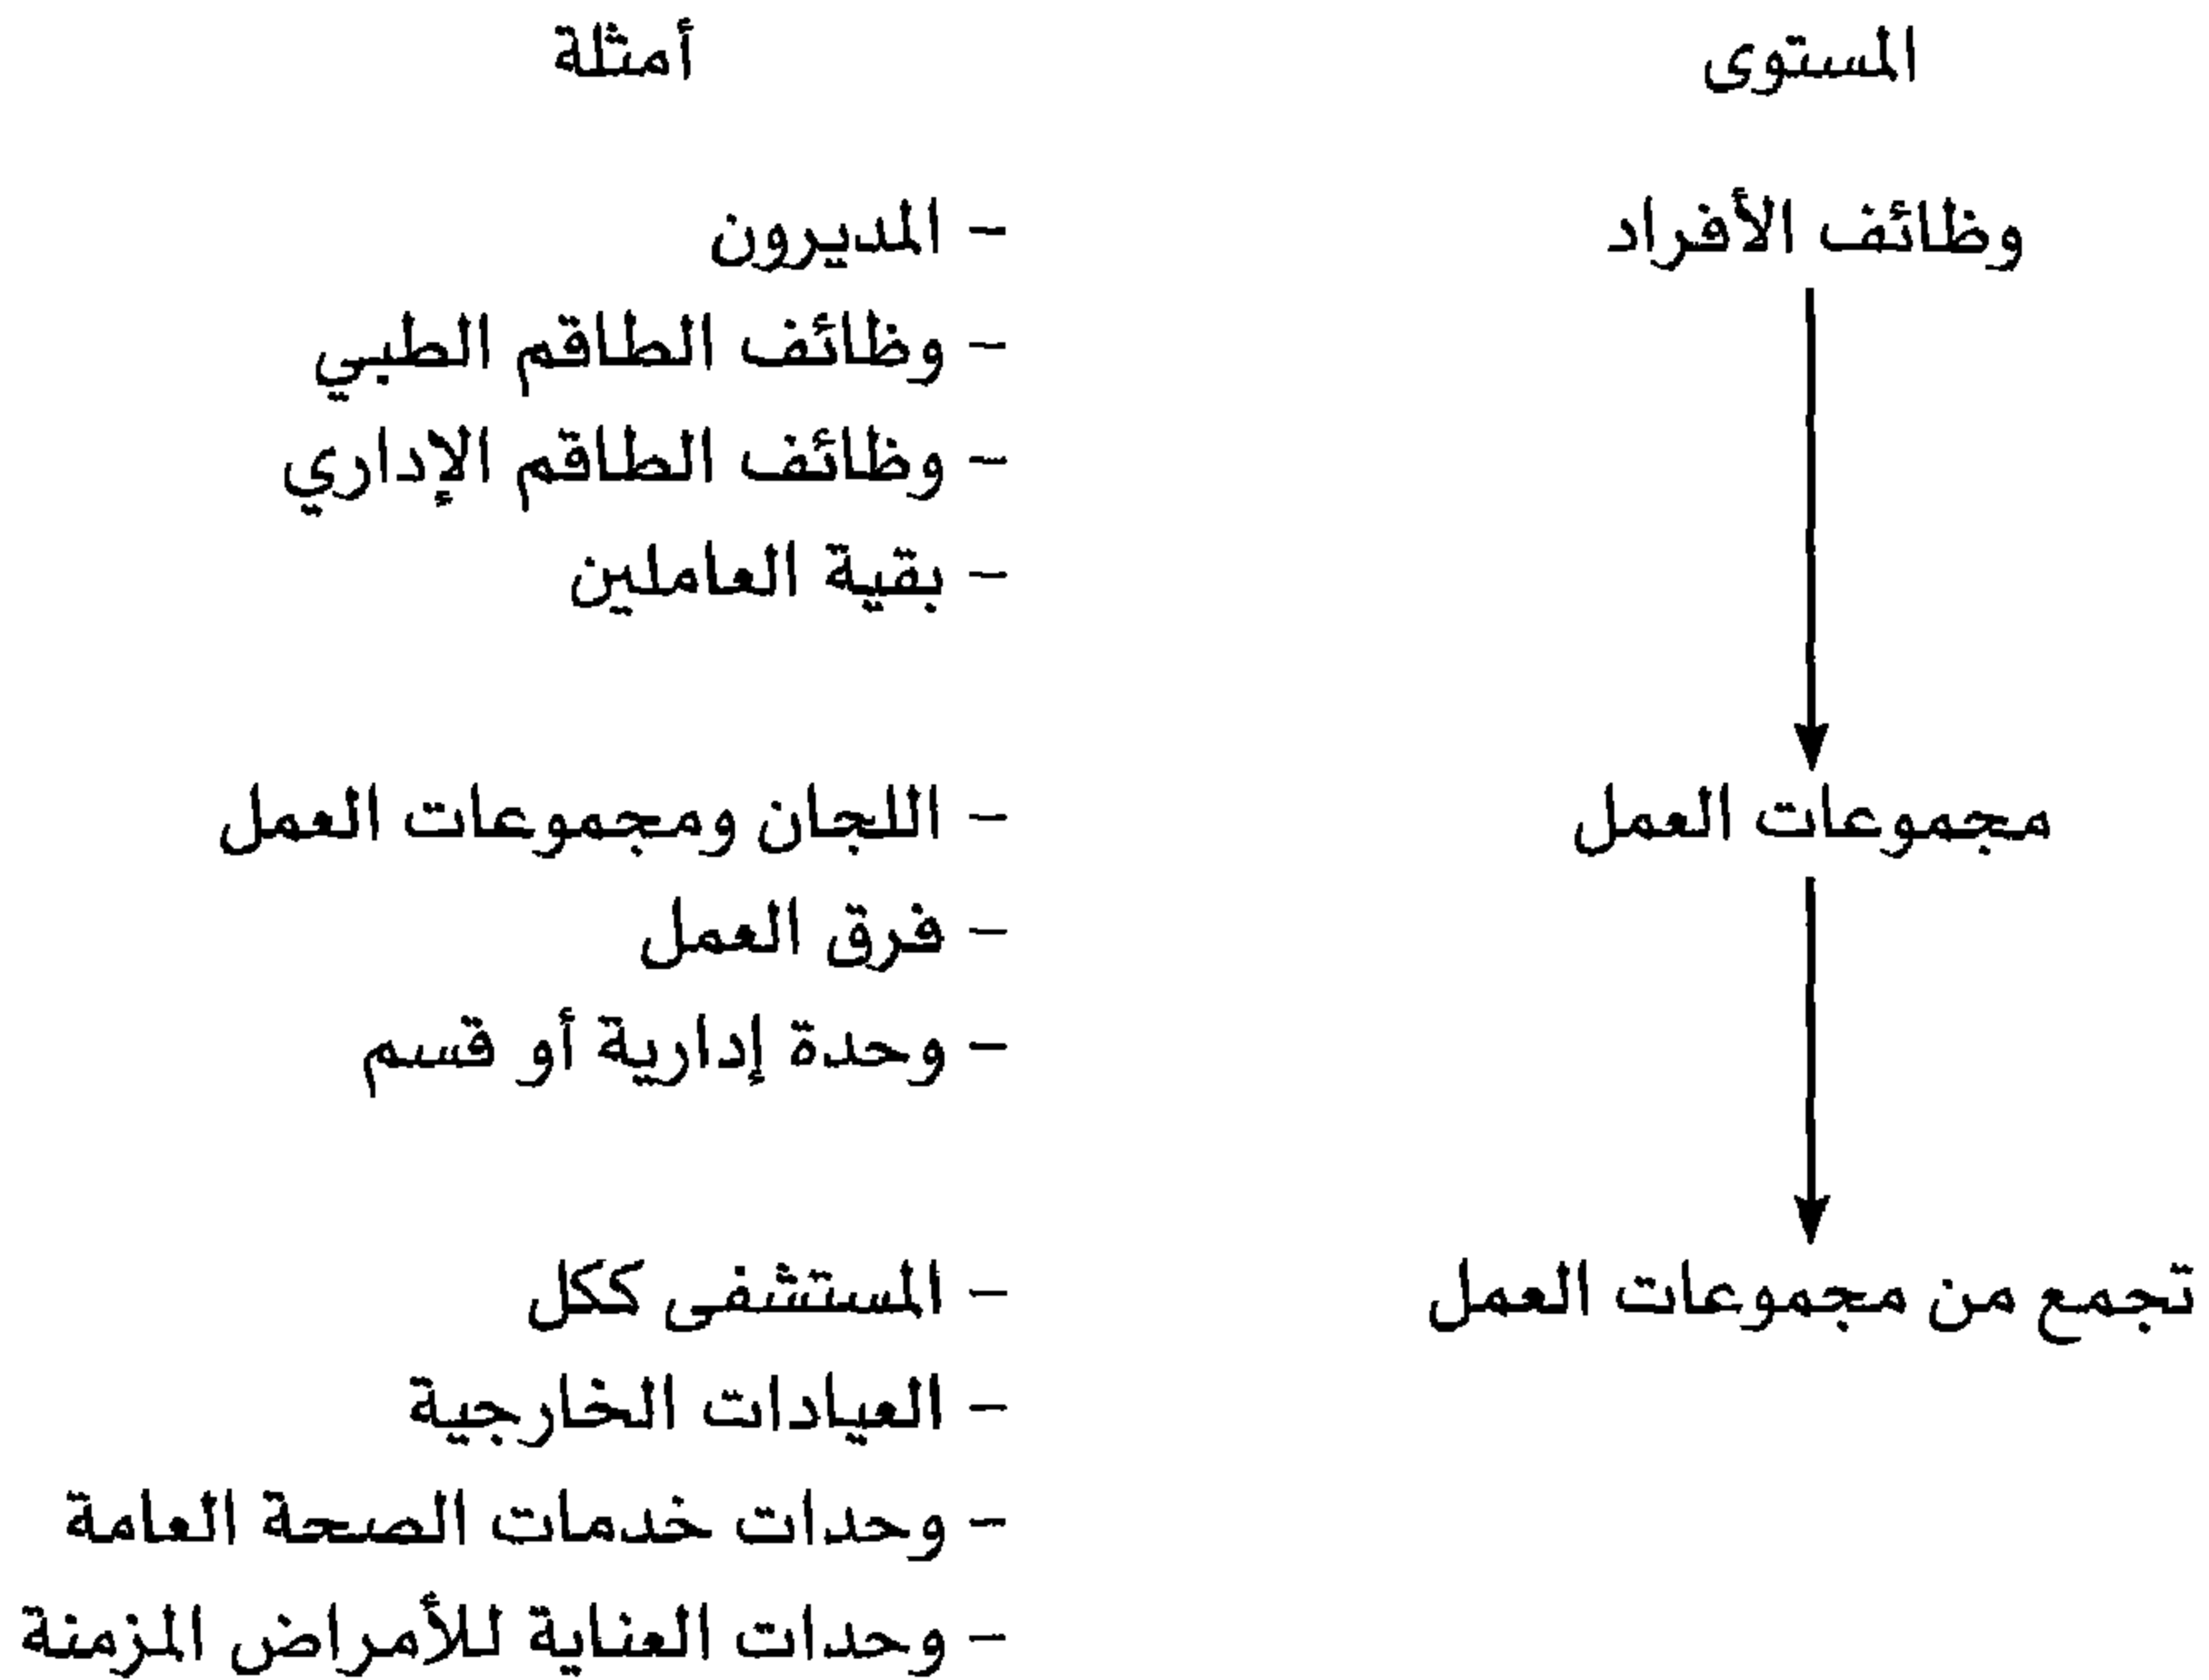 المستوى أمثلة
وظائف الأفراد - المديرون
- وظائف الطاقم الطبي
- وظائف الطاقم الإداري
- بقية العاملين
مجموعات العمل - اللجان ومجموعات العمل
- فرق العمل
- وحدة إدارية أو قسم
تجمع من مجموعات العمل - المستشفى ككل
- العيادات الخارجية
- وحدات خدمات الصحة العامة
- وحدات العناية للأمراض المزمنة